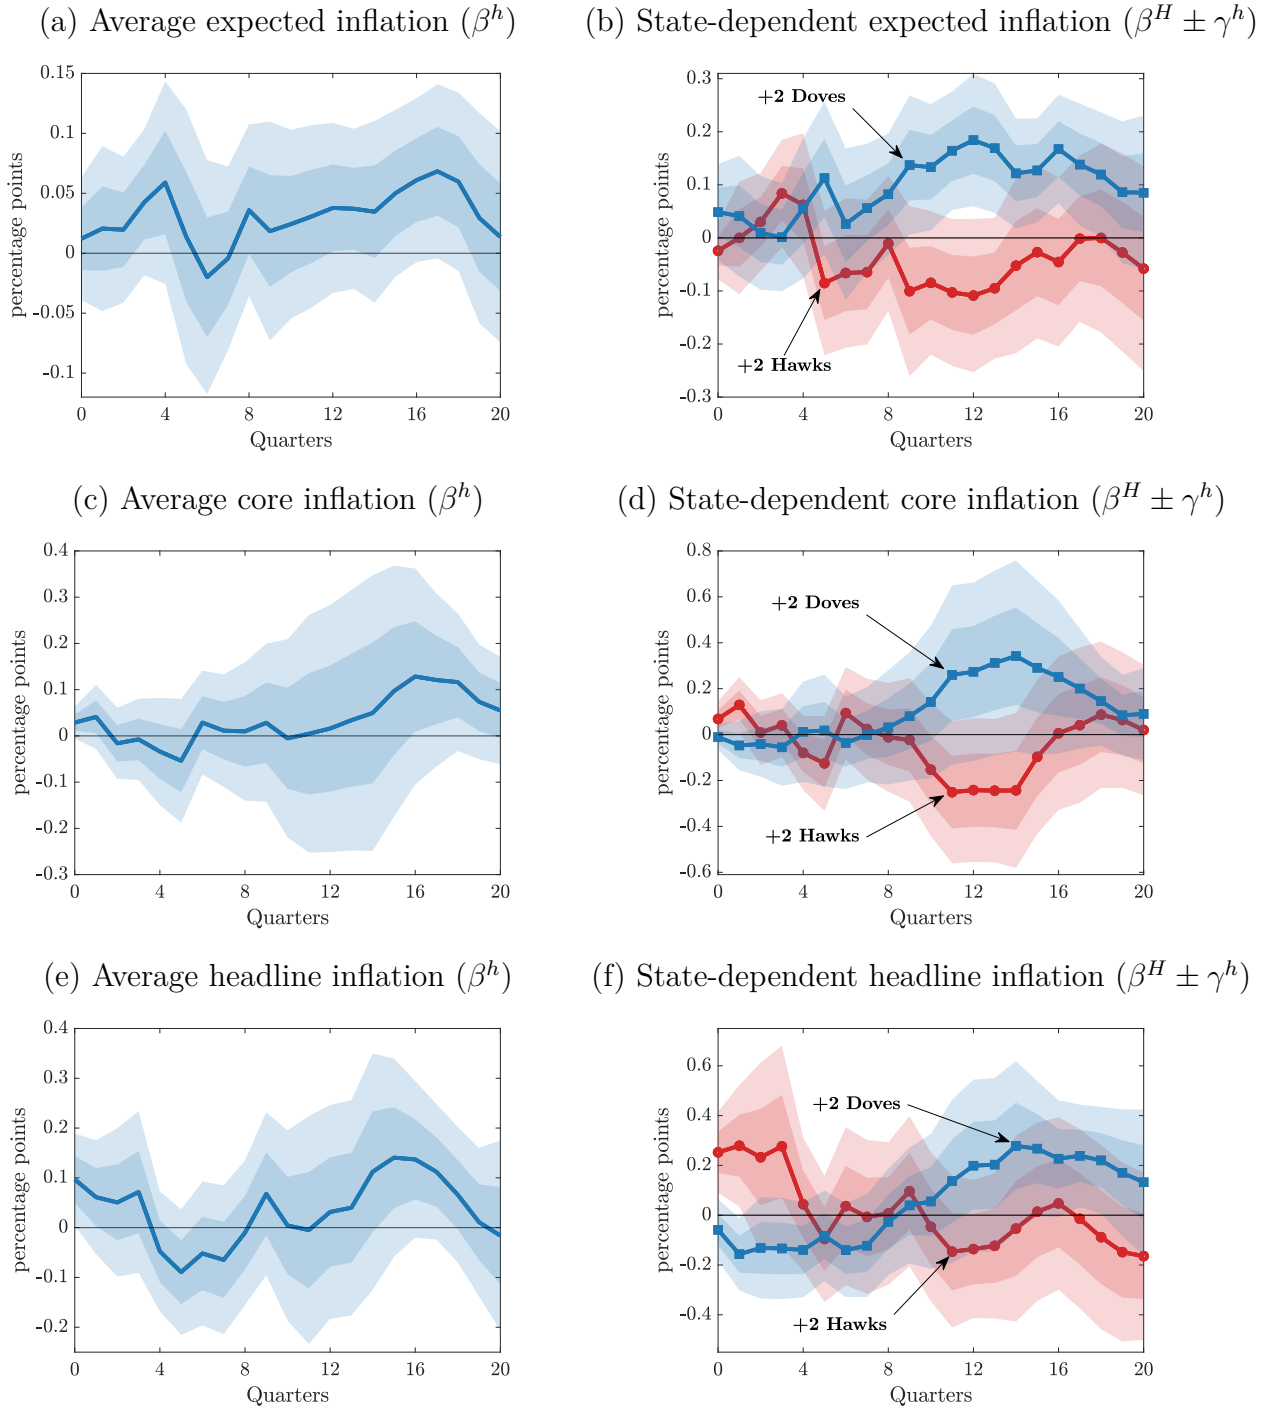 (a) Average expected inflation (β^h)
(b) State-dependent expected inflation (β^H ± γ^h)
percentage points
0.15
0.1
0.05
0
-0.05
-0.1
0 4 8 12 16 20
Quarters
percentage points
0.3
0.2
0.1
0
-0.1
-0.2
-0.3
+2 Doves
+2 Hawks
0 4 8 12 16 20
Quarters
(c) Average core inflation (β^h)
(d) State-dependent core inflation (β^H ± γ^h)
percentage points
0.4
0.3
0.2
0.1
0
-0.1
-0.2
-0.3
0 4 8 12 16 20
Quarters
percentage points
0.8
0.6
0.4
0.2
0
-0.2
-0.4
-0.6
+2 Doves
+2 Hawks
0 4 8 12 16 20
Quarters
(e) Average headline inflation (β^h)
(f) State-dependent headline inflation (β^H ± γ^h)
percentage points
0.4
0.3
0.2
0.1
0
-0.1
-0.2
0 4 8 12 16 20
Quarters
percentage points
0.6
0.4
0.2
0
-0.2
-0.4
+2 Doves
+2 Hawks
0 4 8 12 16 20
Quarters